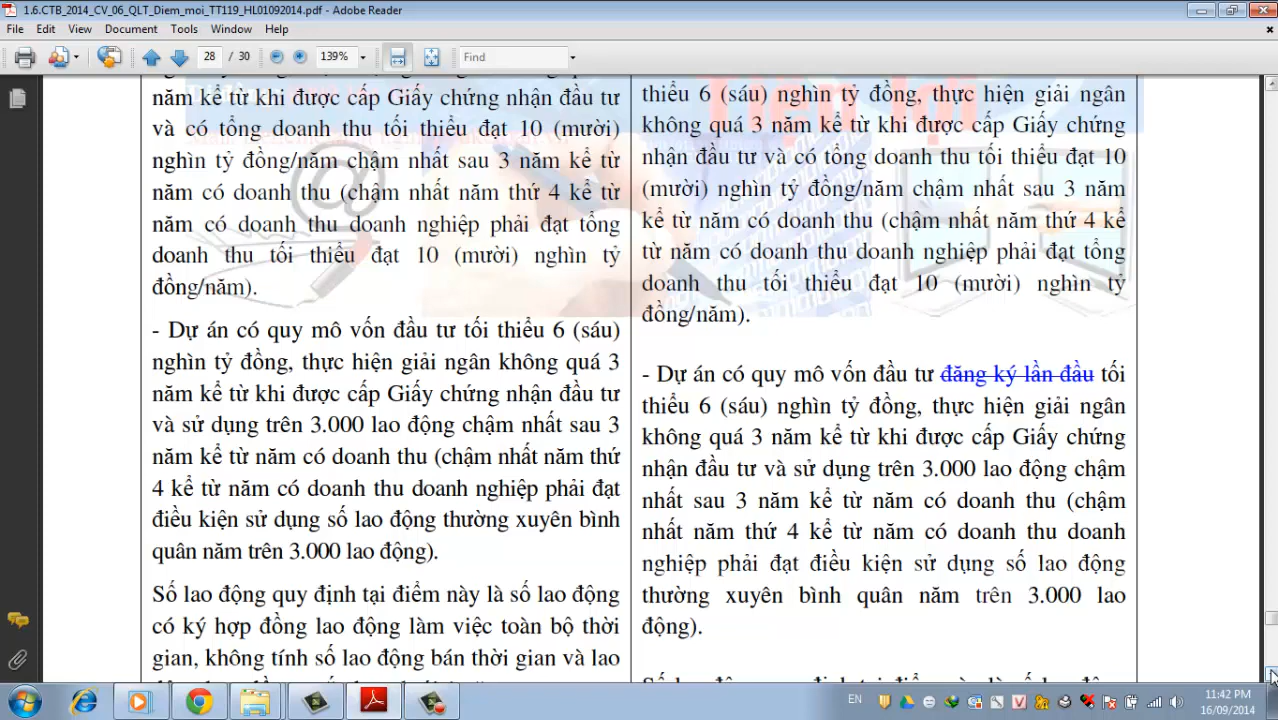 1.6.CTB_2014_CV_06_QLT_Diem_moi_TT119_HL01092014.pdf - Adobe Reader
File Edit View Document Tools Window Help
28 / 30 139% Find
năm kể từ khi được cấp Giấy chứng nhận đầu tư
và có tổng doanh thu tối thiểu đạt 10 (mười)
nghìn tỷ đồng/năm chậm nhất sau 3 năm kể từ
năm có doanh thu (chậm nhất năm thứ 4 kể từ
năm có doanh thu doanh nghiệp phải đạt tổng
doanh thu tối thiểu đạt 10 (mười) nghìn tỷ
đồng/năm).
- Dự án có quy mô vốn đầu tư tối thiểu 6 (sáu)
nghìn tỷ đồng, thực hiện giải ngân không quá 3
năm kể từ khi được cấp Giấy chứng nhận đầu tư
và sử dụng trên 3.000 lao động chậm nhất sau 3
năm kể từ năm có doanh thu (chậm nhất năm thứ
4 kể từ năm có doanh thu doanh nghiệp phải đạt
điều kiện sử dụng số lao động thường xuyên bình
quân năm trên 3.000 lao động).
Số lao động quy định tại điểm này là số lao động
có ký hợp đồng lao động làm việc toàn bộ thời
gian, không tính số lao động bán thời gian và lao
thiểu 6 (sáu) nghìn tỷ đồng, thực hiện giải ngân
không quá 3 năm kể từ khi được cấp Giấy chứng
nhận đầu tư và có tổng doanh thu tối thiểu đạt 10
(mười) nghìn tỷ đồng/năm chậm nhất sau 3 năm
kể từ năm có doanh thu (chậm nhất năm thứ 4 kể
từ năm có doanh thu doanh nghiệp phải đạt tổng
doanh thu tối thiểu đạt 10 (mười) nghìn tỷ
đồng/năm).
- Dự án có quy mô vốn đầu tư đăng ký lần đầu tối
thiểu 6 (sáu) nghìn tỷ đồng, thực hiện giải ngân
không quá 3 năm kể từ khi được cấp Giấy chứng
nhận đầu tư và sử dụng trên 3.000 lao động chậm
nhất sau 3 năm kể từ năm có doanh thu (chậm
nhất năm thứ 4 kể từ năm có doanh thu doanh
nghiệp phải đạt điều kiện sử dụng số lao động
thường xuyên bình quân năm trên 3.000 lao
động).
EN
11:42 PM
16/09/2014